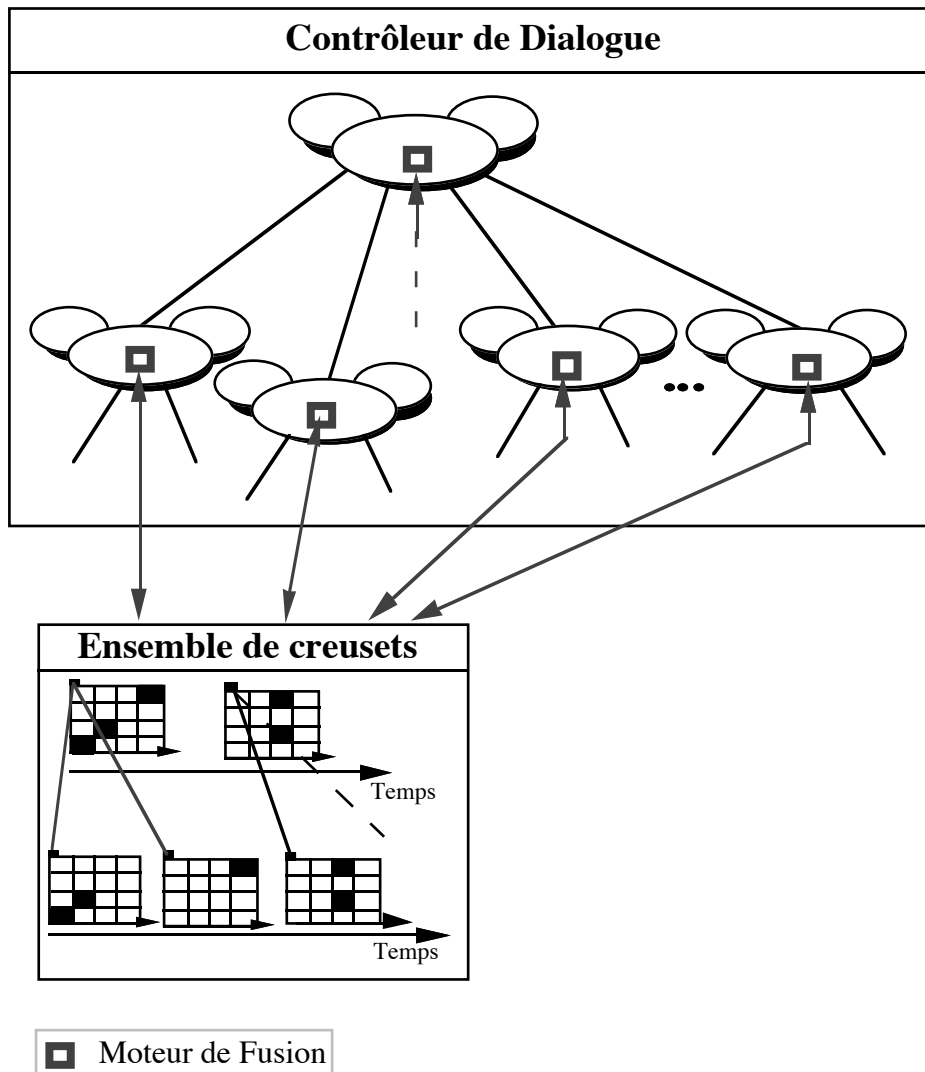 Contrôleur de Dialogue
Ensemble de creusets
Temps
Temps
Moteur de Fusion